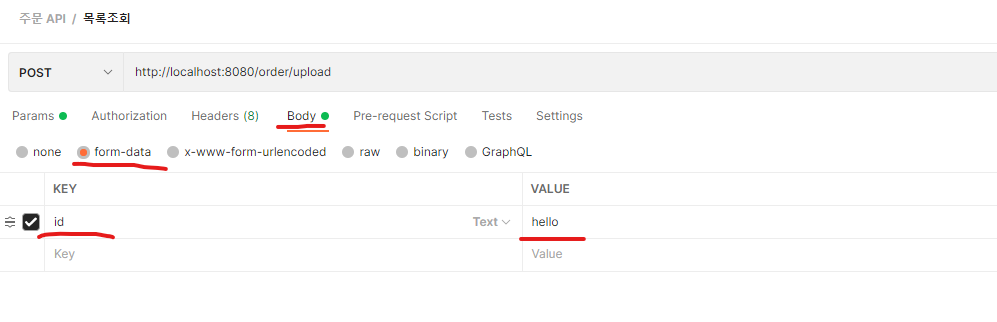 주문 API / 목록조회
POST http://localhost:8080/order/upload
Params Authorization Headers (8) Body Pre-request Script Tests Settings
none form-data x-www-form-urlencoded raw binary GraphQL
KEY VALUE
id Text hello
Key Value